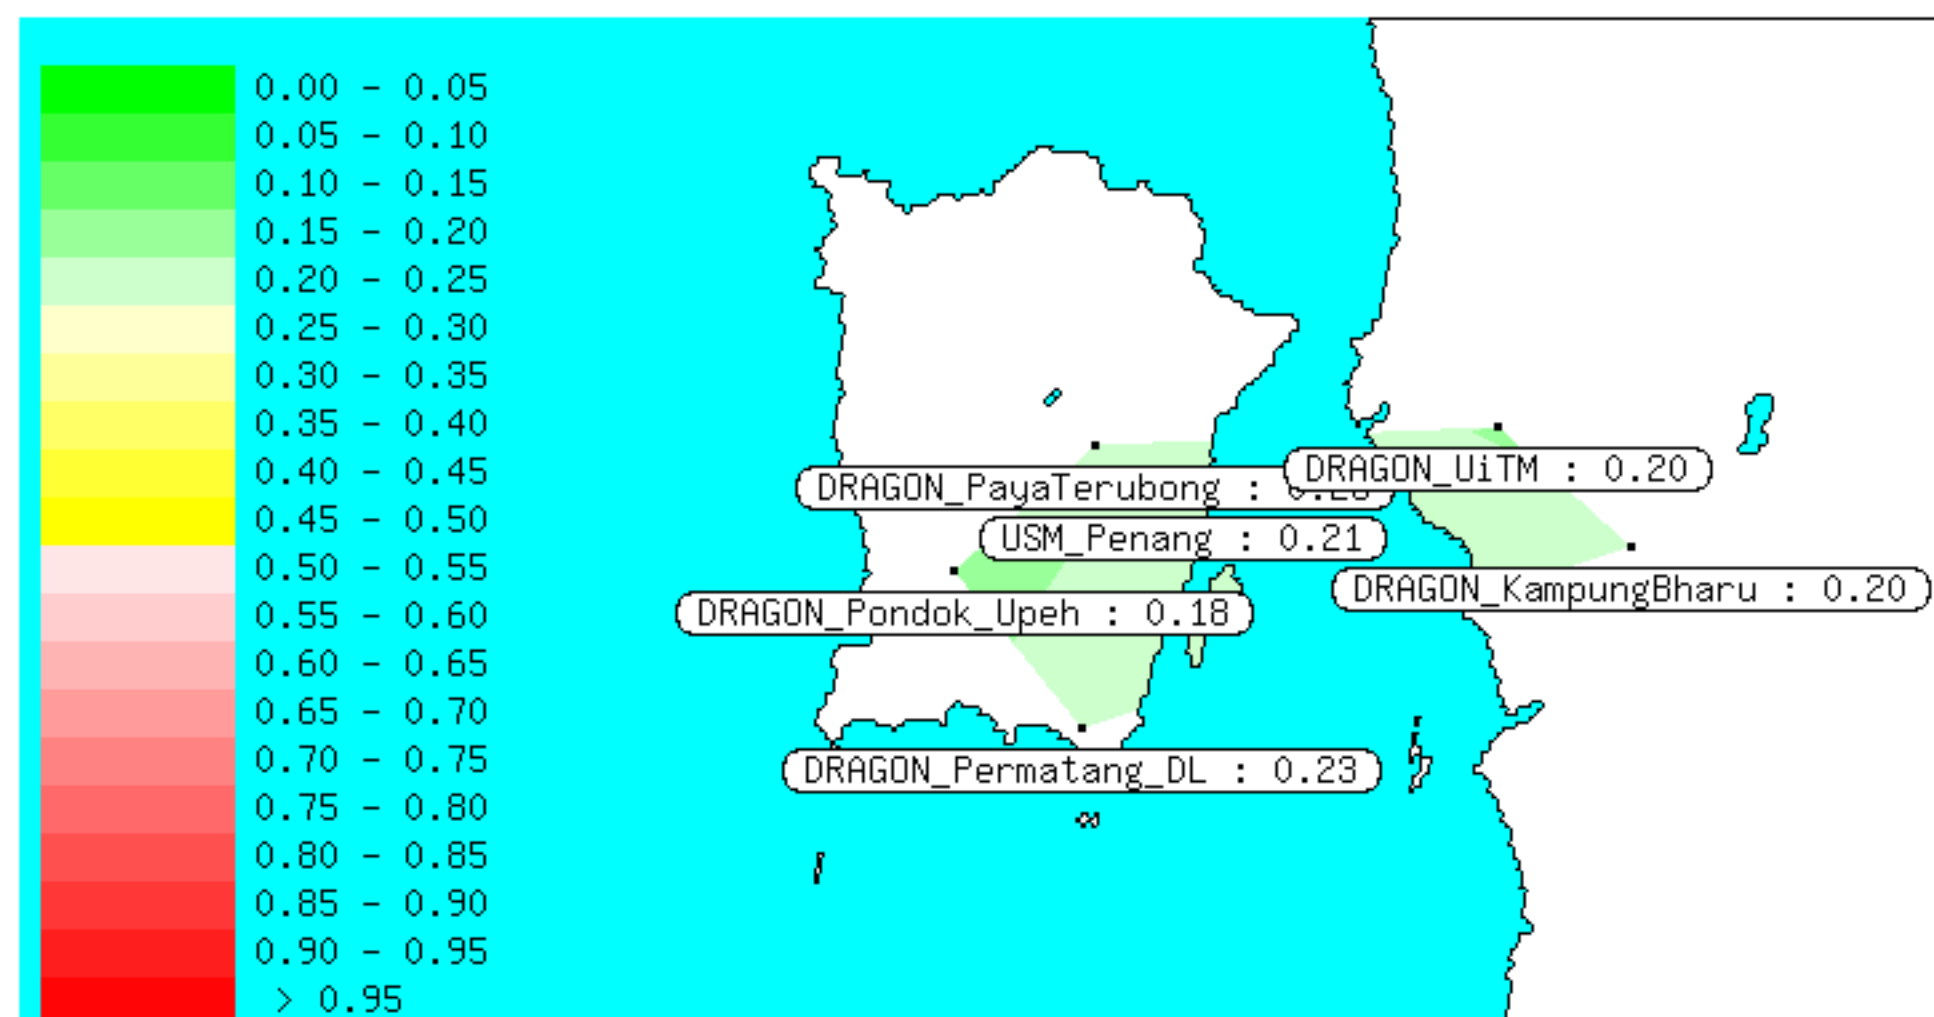 0.00 - 0.05
0.05 - 0.10
0.10 - 0.15
0.15 - 0.20
0.20 - 0.25
0.25 - 0.30
0.30 - 0.35
0.35 - 0.40
0.40 - 0.45
0.45 - 0.50
0.50 - 0.55
0.55 - 0.60
0.60 - 0.65
0.65 - 0.70
0.70 - 0.75
0.75 - 0.80
0.80 - 0.85
0.85 - 0.90
0.90 - 0.95
> 0.95
DRAGON_UiTM : 0.20
DRAGON_PayaTerubong :
USM_Penang : 0.21
DRAGON_KampungBharu : 0.20
DRAGON_Pondok_Upeh : 0.18
DRAGON_Permatang_DL : 0.23